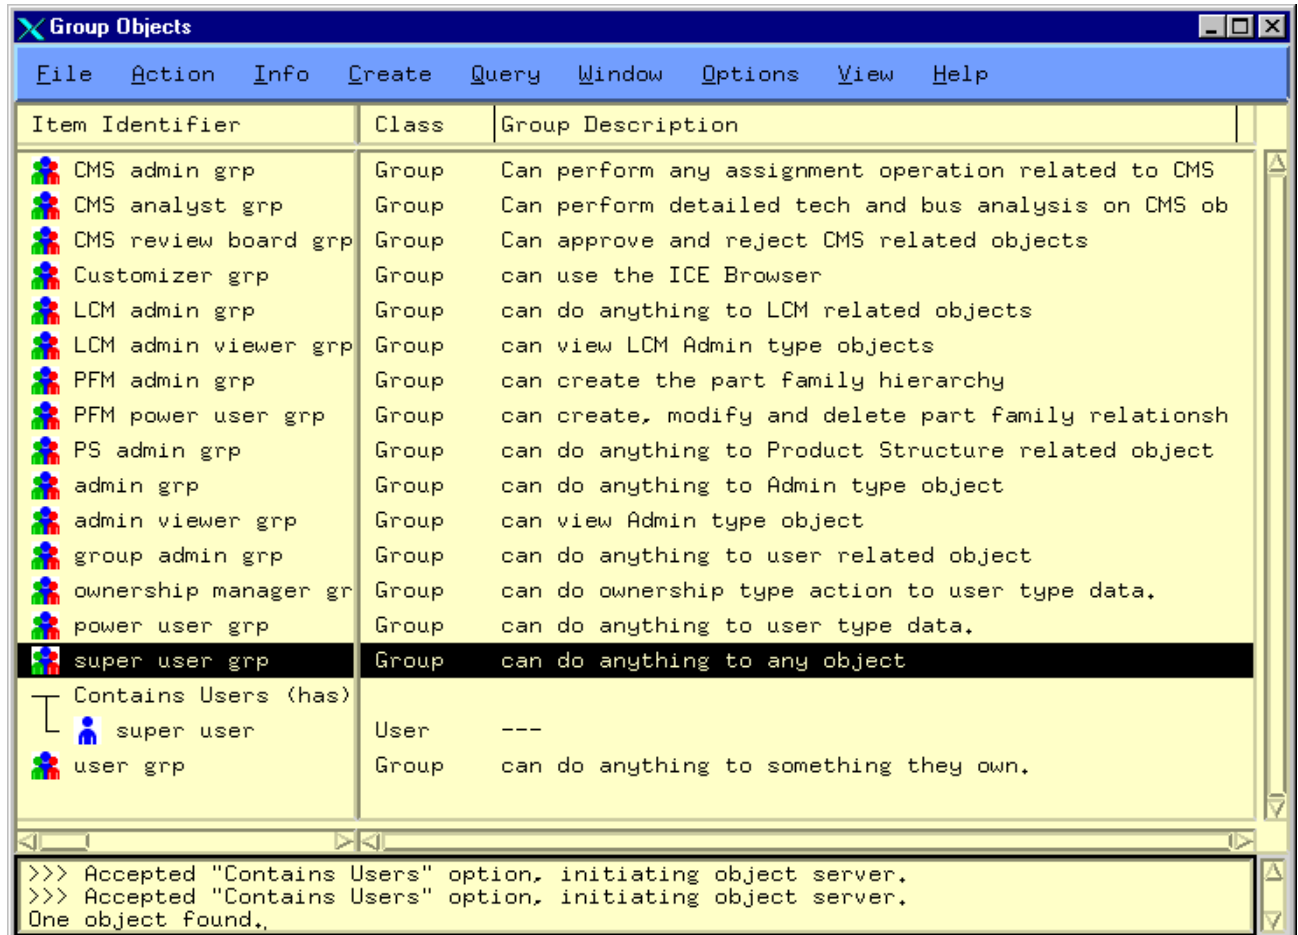 Group Objects
File Action Info Create Query Window Options View Help
Item Identifier Class Group Description
CMS admin grp Group Can perform any assignment operation related to CMS
CMS analyst grp Group Can perform detailed tech and bus analysis on CMS ob
CMS review board grp Group Can approve and reject CMS related objects
Customizer grp Group can use the ICE Browser
LCM admin grp Group can do anything to LCM related objects
LCM admin viewer grp Group can view LCM Admin type objects
PFM admin grp Group can create the part family hierarchy
PFM power user grp Group can create, modify and delete part family relationsh
PS admin grp Group can do anything to Product Structure related object
admin grp Group can do anything to Admin type object
admin viewer grp Group can view Admin type object
group admin grp Group can do anything to user related object
ownership manager gr Group can do ownership type action to user type data.
power user grp Group can do anything to user type data.
super user grp Group can do anything to any object
Contains Users (has)
super user User ---
user grp Group can do anything to something they own.
>>> Accepted "Contains Users" option, initiating object server.
>>> Accepted "Contains Users" option, initiating object server.
One object found.